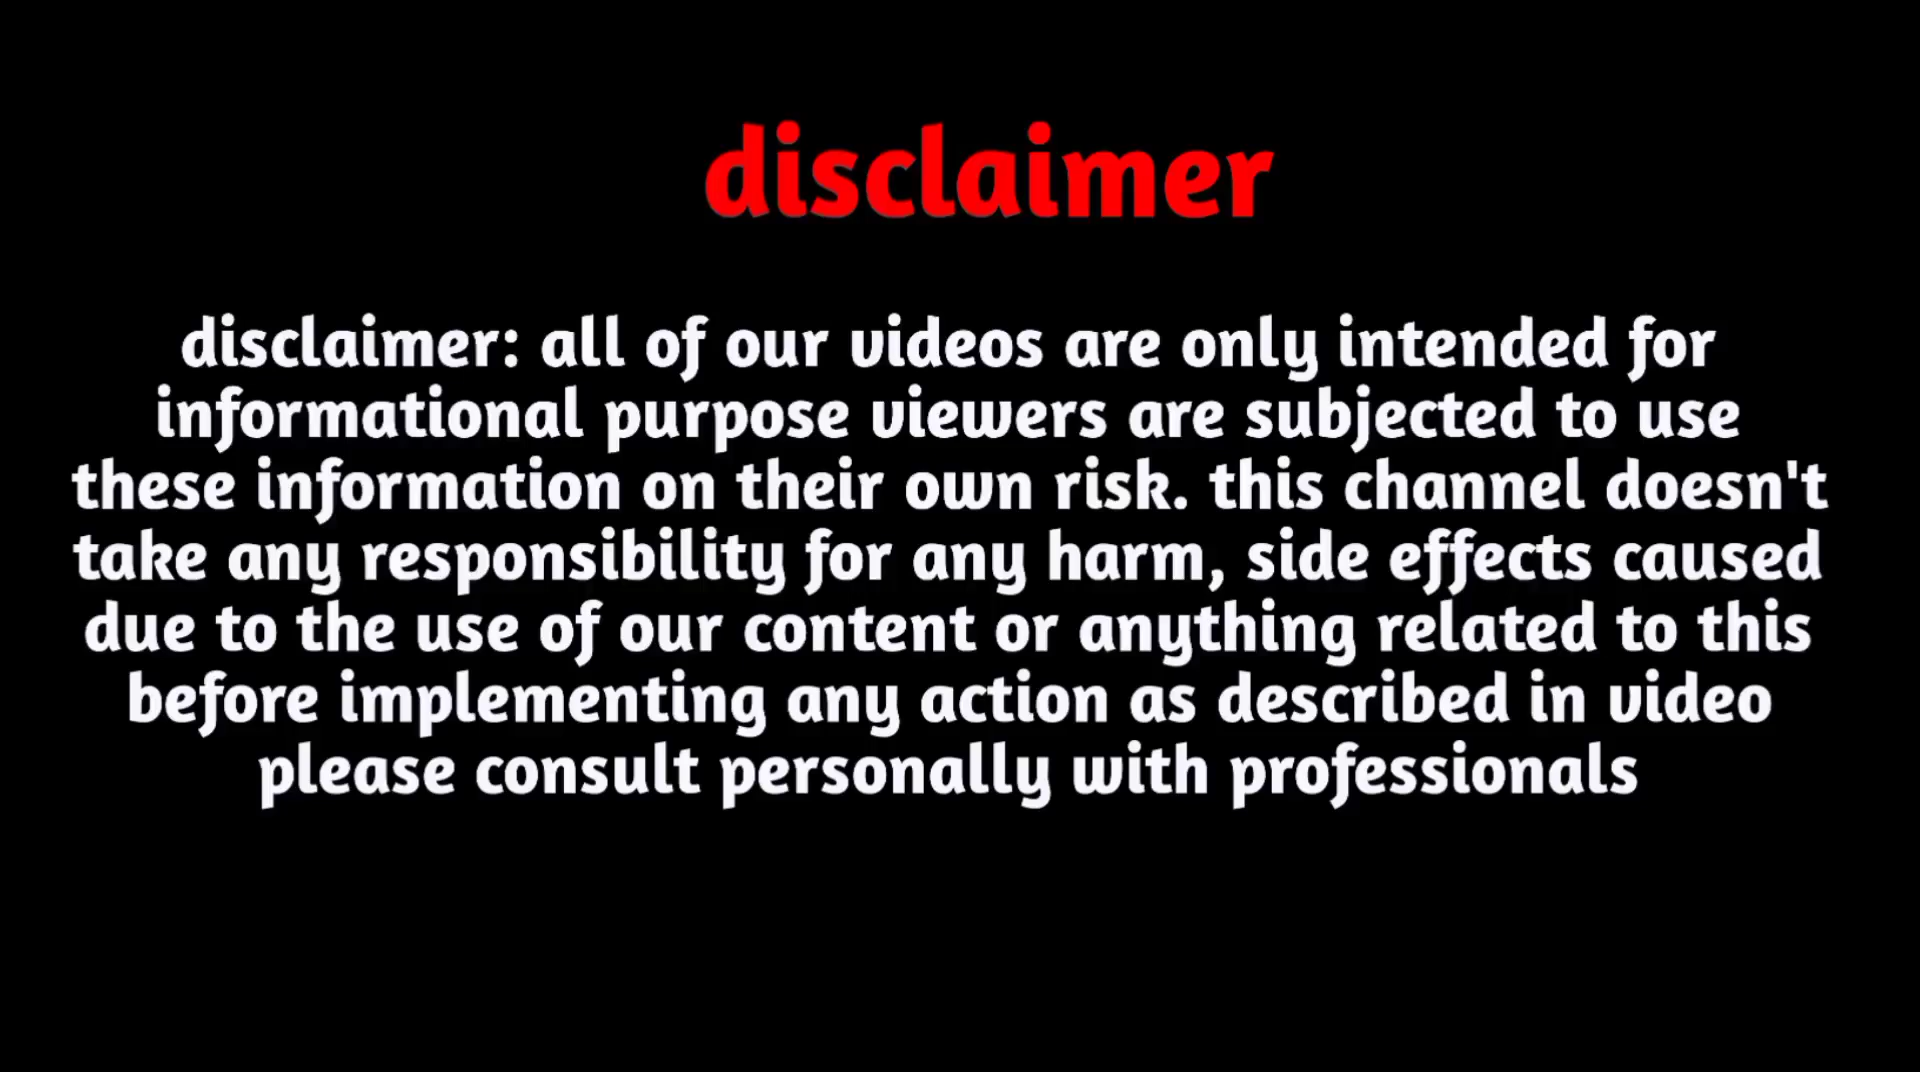 disclaimer
disclaimer: all of our videos are only intended for
informational purpose viewers are subjected to use
these information on their own risk. this channel doesn't
take any responsibility for any harm, side effects caused
due to the use of our content or anything related to this
before implementing any action as described in video
please consult personally with professionals